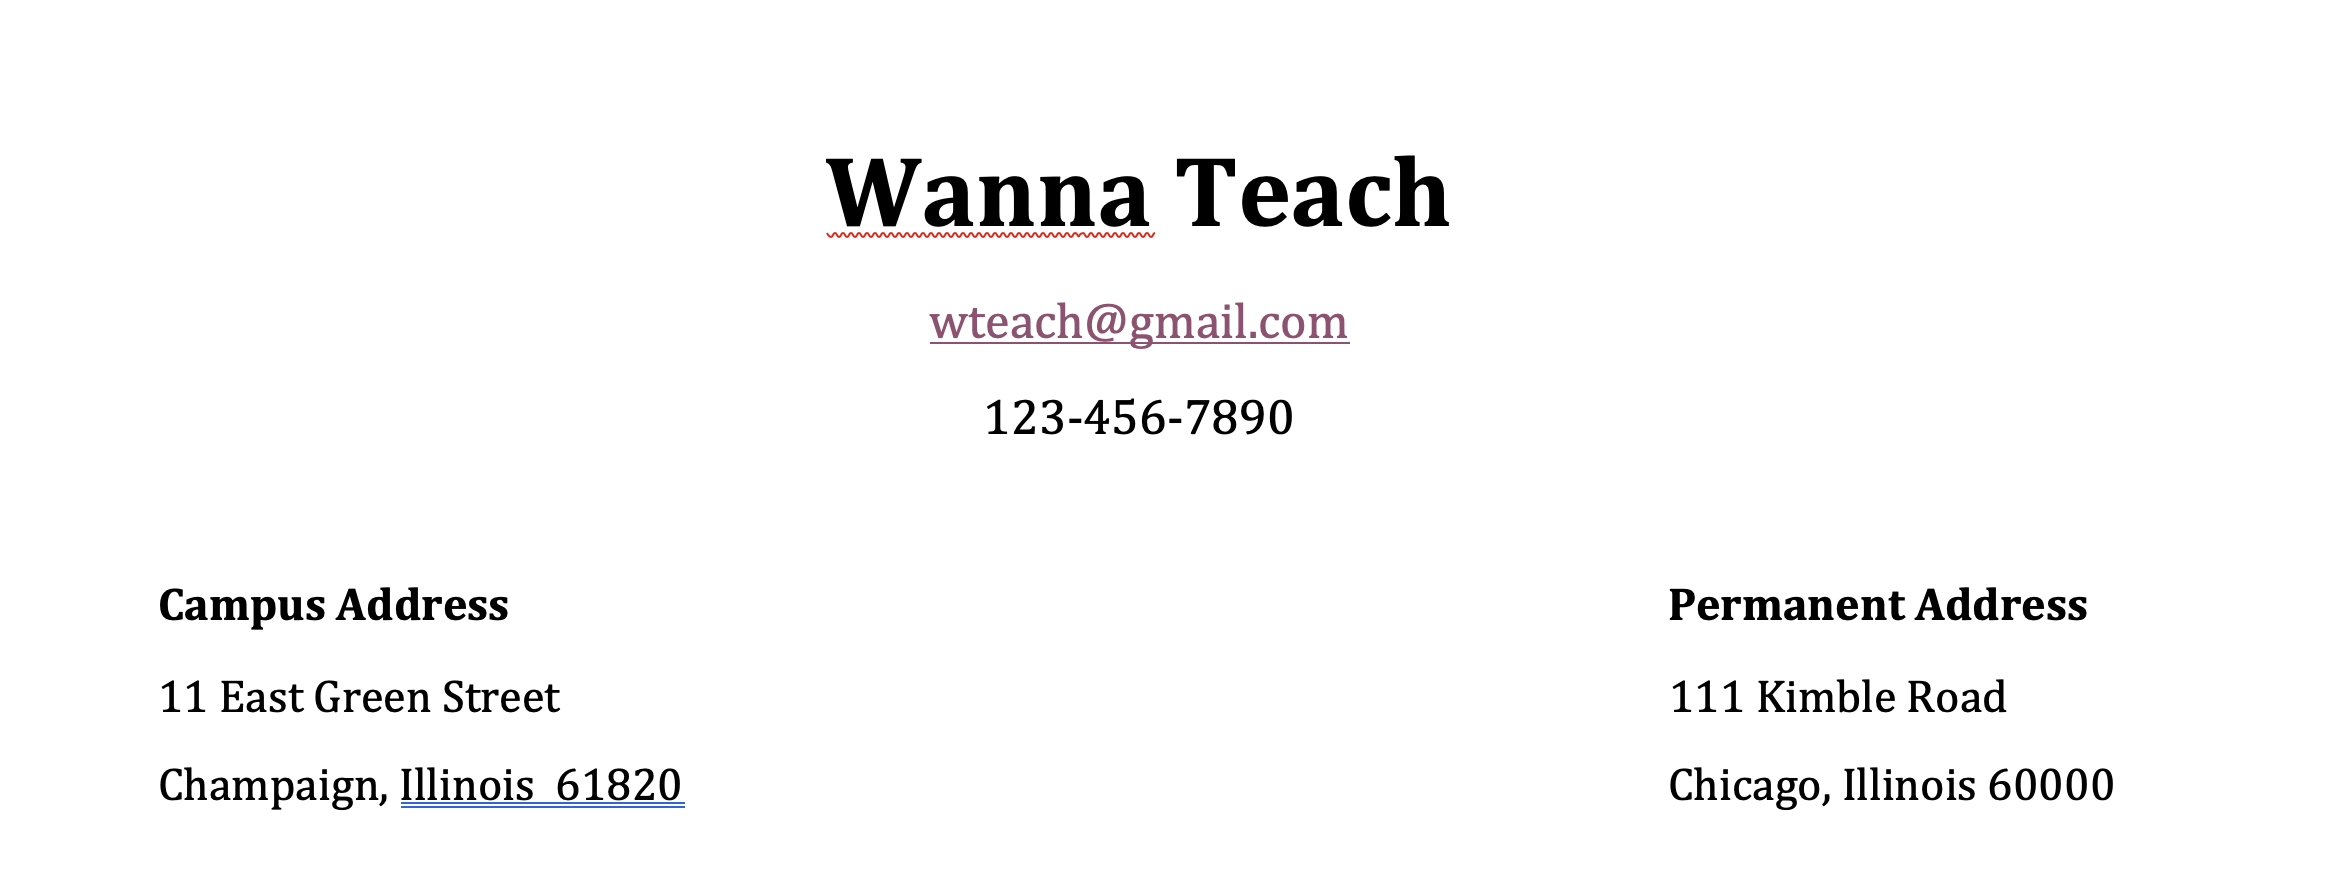 Wanna Teach
wteach@gmail.com
123-456-7890
Campus Address
11 East Green Street
Champaign, Illinois  61820
Permanent Address
111 Kimble Road
Chicago, Illinois 60000